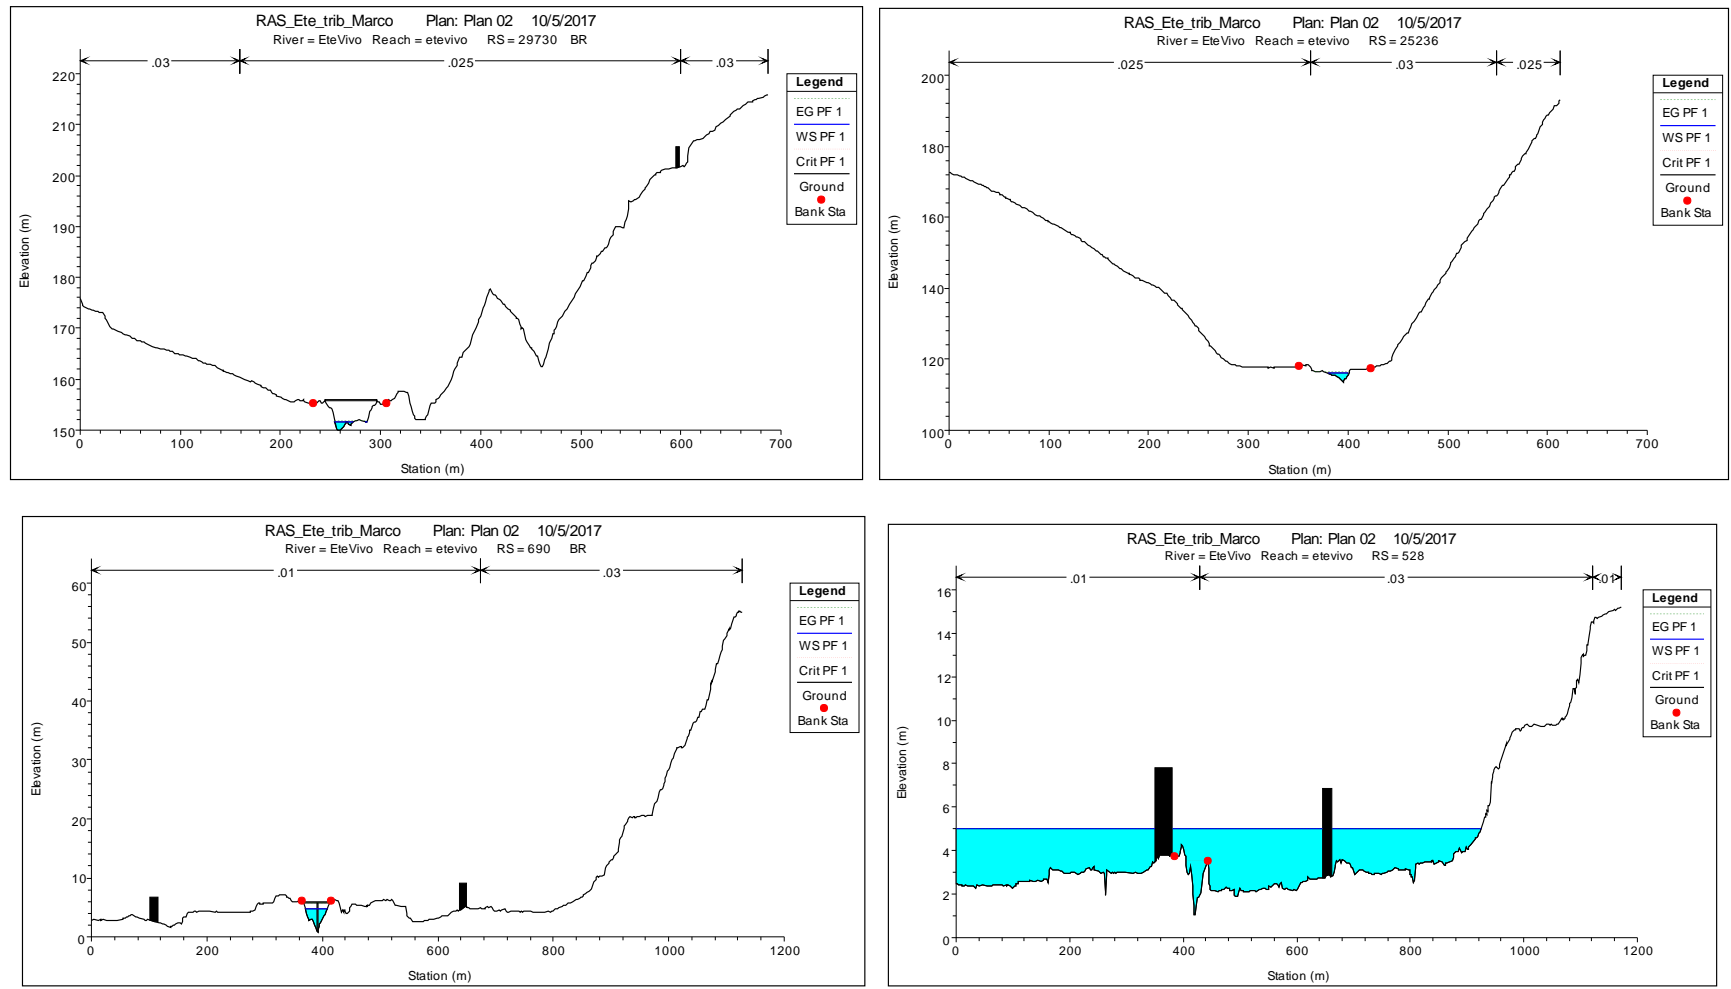 RAS_Ete_trib_Marco Plan: Plan 02 10/5/2017
River = EteVivo Reach = etevivo RS = 29730 BR
.03 .025 .03
220
210
200
190
180
170
160
150
Elevation (m)
0 100 200 300 400 500 600 700
Station (m)
Legend
EG PF 1
WS PF 1
Crit PF 1
Ground
Bank Sta
RAS_Ete_trib_Marco Plan: Plan 02 10/5/2017
River = EteVivo Reach = etevivo RS = 25236
.025 .03 .025
200
180
160
140
120
100
Elevation (m)
0 100 200 300 400 500 600 700
Station (m)
Legend
EG PF 1
WS PF 1
Crit PF 1
Ground
Bank Sta
RAS_Ete_trib_Marco Plan: Plan 02 10/5/2017
River = EteVivo Reach = etevivo RS = 690 BR
.01 .03
60
50
40
30
20
10
0
Elevation (m)
0 200 400 600 800 1000 1200
Station (m)
Legend
EG PF 1
WS PF 1
Crit PF 1
Ground
Bank Sta
RAS_Ete_trib_Marco Plan: Plan 02 10/5/2017
River = EteVivo Reach = etevivo RS = 528
.01 .03 .01
16
14
12
10
8
6
4
2
0
Elevation (m)
0 200 400 600 800 1000 1200
Station (m)
Legend
EG PF 1
WS PF 1
Crit PF 1
Ground
Bank Sta